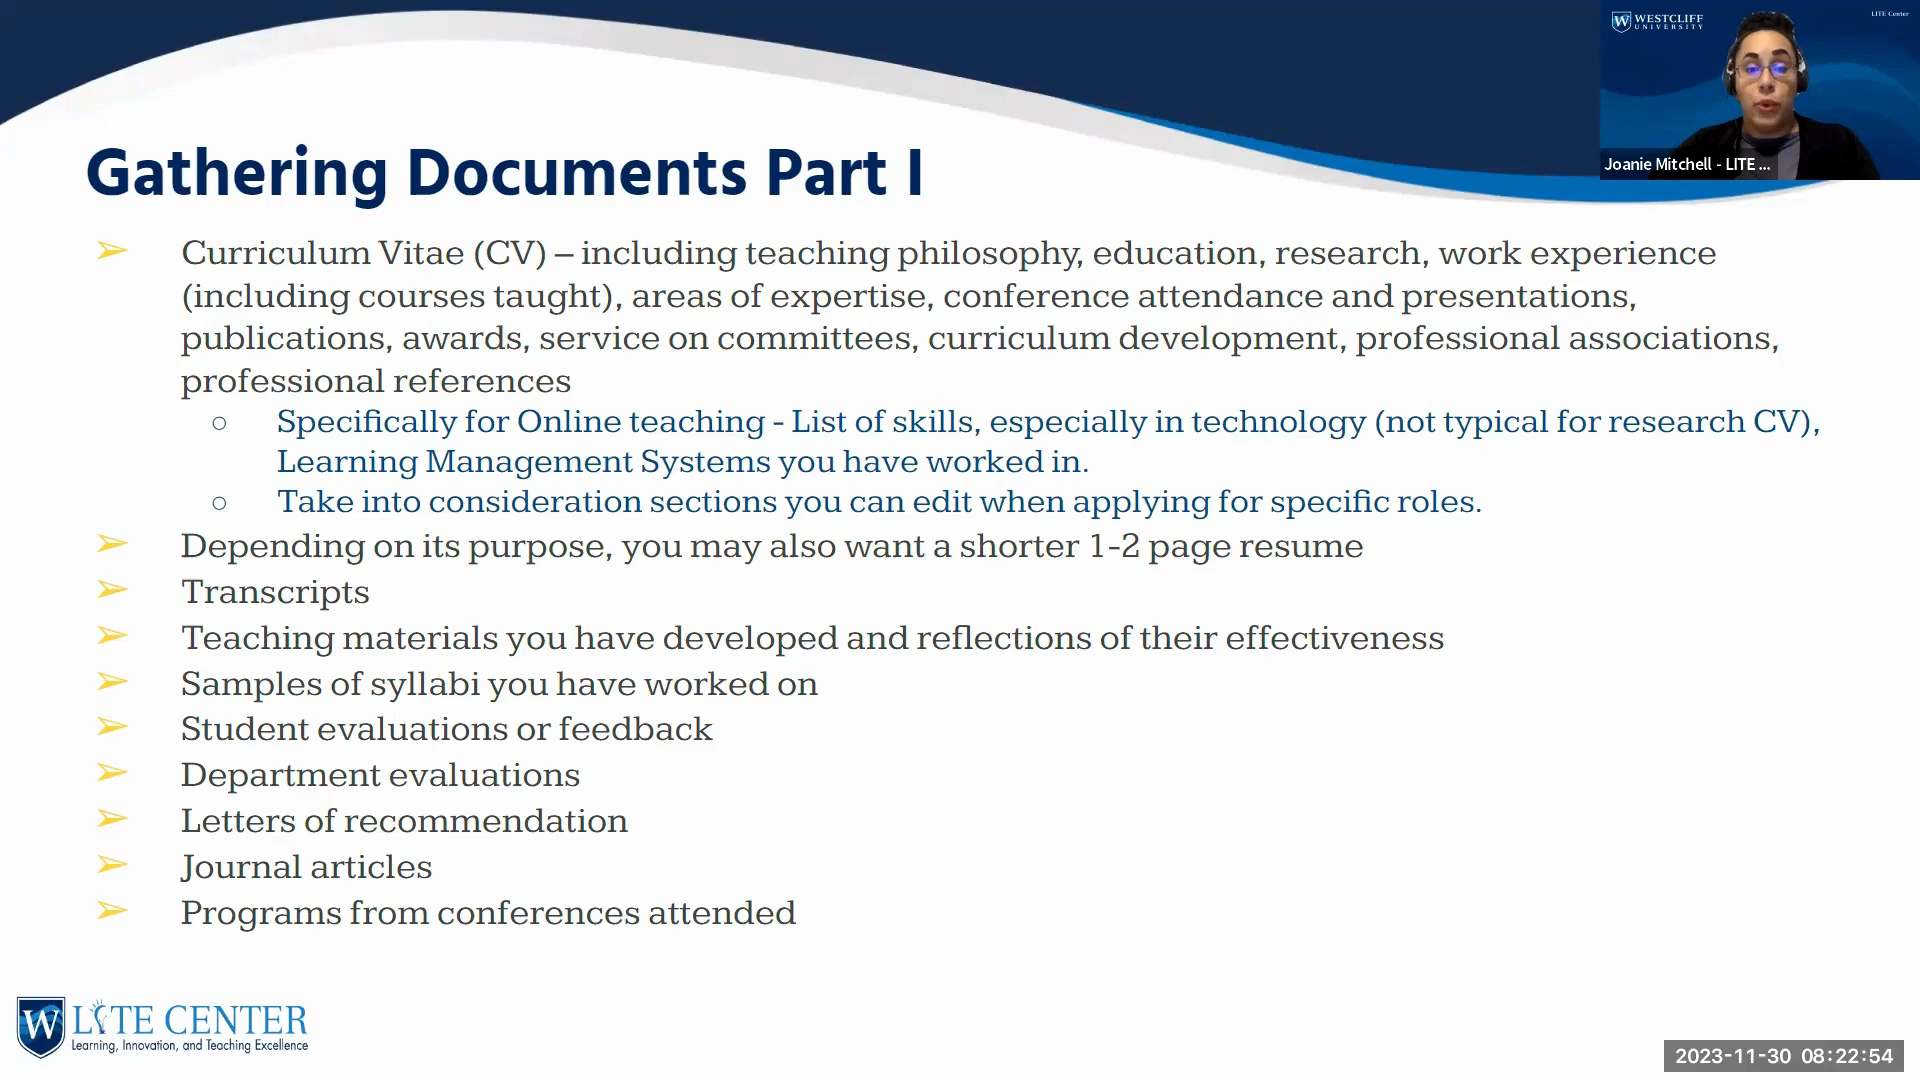 WESTCLIFF
UNIVERSITY
LITE Center
Joanie Mitchell - LITE ...
Gathering Documents Part I
➢ Curriculum Vitae (CV) – including teaching philosophy, education, research, work experience
(including courses taught), areas of expertise, conference attendance and presentations,
publications, awards, service on committees, curriculum development, professional associations,
professional references
○ Specifically for Online teaching - List of skills, especially in technology (not typical for research CV),
Learning Management Systems you have worked in.
○ Take into consideration sections you can edit when applying for specific roles.
➢ Depending on its purpose, you may also want a shorter 1-2 page resume
➢ Transcripts
➢ Teaching materials you have developed and reflections of their effectiveness
➢ Samples of syllabi you have worked on
➢ Student evaluations or feedback
➢ Department evaluations
➢ Letters of recommendation
➢ Journal articles
➢ Programs from conferences attended
W LITE CENTER
Learning, Innovation, and Teaching Excellence
2023-11-30 08:22:54